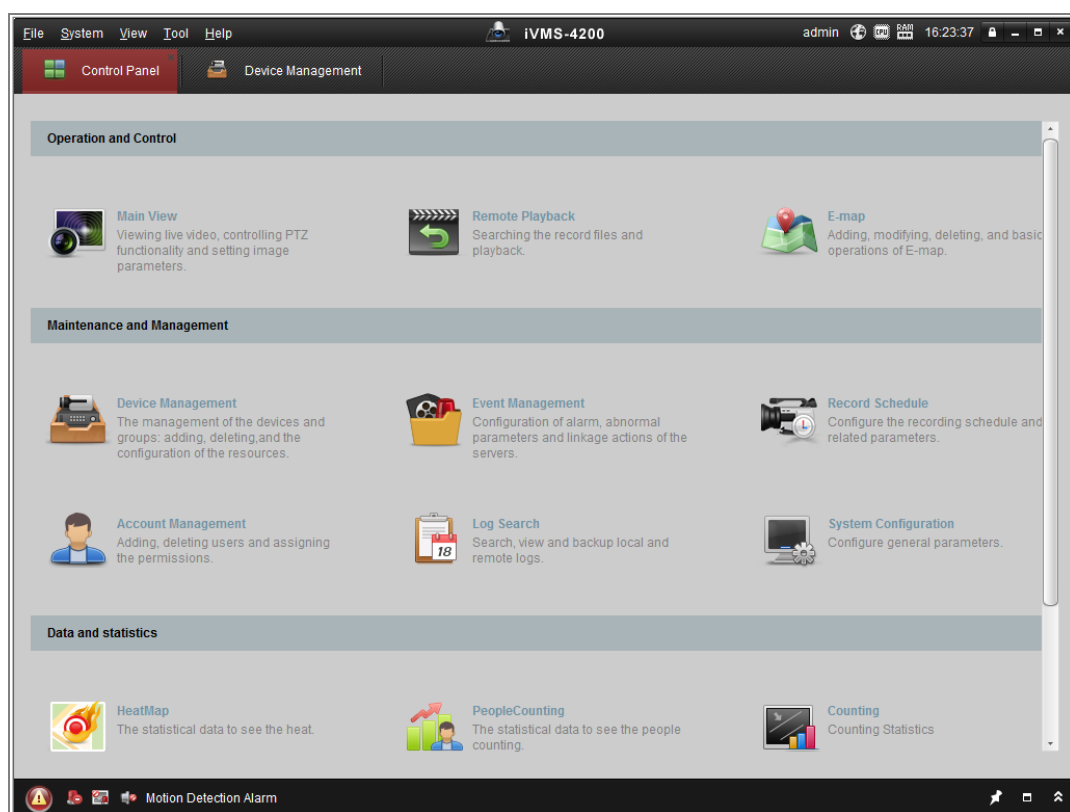 File System View Tool Help iVMS-4200 admin CPU RAM 16:23:37
Control Panel Device Management
Operation and Control
Main View
Viewing live video, controlling PTZ
functionality and setting image
parameters.
Remote Playback
Searching the record files and
playback.
E-map
Adding, modifying, deleting, and basic
operations of E-map.
Maintenance and Management
Device Management
The management of the devices and
groups: adding, deleting,and the
configuration of the resources.
Event Management
Configuration of alarm, abnormal
parameters and linkage actions of the
servers.
Record Schedule
Configure the recording schedule and
related parameters.
Account Management
Adding, deleting users and assigning
the permissions.
18
Log Search
Search, view and backup local and
remote logs.
System Configuration
Configure general parameters.
Data and statistics
HeatMap
The statistical data to see the heat.
PeopleCounting
The statistical data to see the people
counting.
Counting
Counting Statistics
Motion Detection Alarm